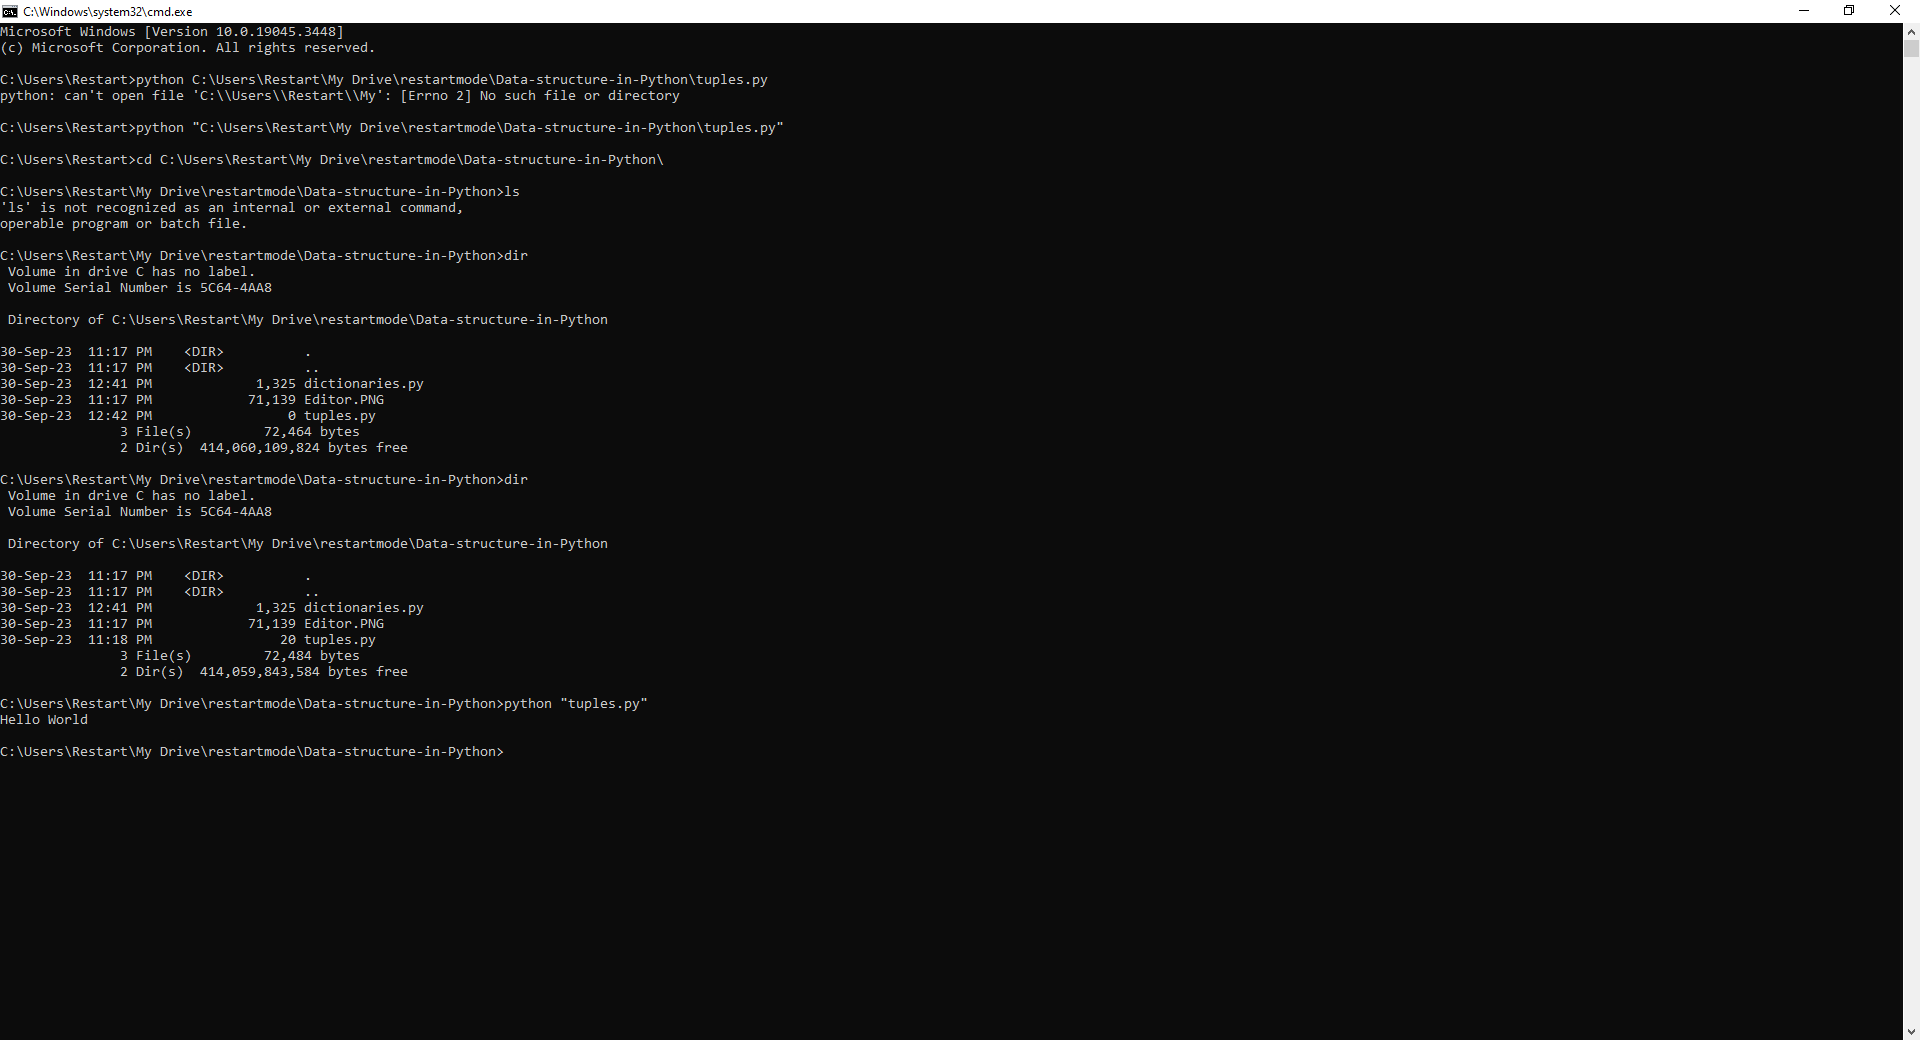 C:\Windows\system32\cmd.exe
Microsoft Windows [Version 10.0.19045.3448]
(c) Microsoft Corporation. All rights reserved.
C:\Users\Restart>python C:\Users\Restart\My Drive\restartmode\Data-structure-in-Python\tuples.py
python: can't open file 'C:\\Users\\Restart\\My': [Errno 2] No such file or directory
C:\Users\Restart>python "C:\Users\Restart\My Drive\restartmode\Data-structure-in-Python\tuples.py"
C:\Users\Restart>cd C:\Users\Restart\My Drive\restartmode\Data-structure-in-Python\
C:\Users\Restart\My Drive\restartmode\Data-structure-in-Python>ls
'ls' is not recognized as an internal or external command,
operable program or batch file.
C:\Users\Restart\My Drive\restartmode\Data-structure-in-Python>dir
 Volume in drive C has no label.
 Volume Serial Number is 5C64-4AA8
 Directory of C:\Users\Restart\My Drive\restartmode\Data-structure-in-Python
30-Sep-23  11:17 PM    <DIR>          .
30-Sep-23  11:17 PM    <DIR>          ..
30-Sep-23  12:41 PM             1,325 dictionaries.py
30-Sep-23  11:17 PM            71,139 Editor.PNG
30-Sep-23  12:42 PM                 0 tuples.py
               3 File(s)         72,464 bytes
               2 Dir(s)  414,060,109,824 bytes free
C:\Users\Restart\My Drive\restartmode\Data-structure-in-Python>dir
 Volume in drive C has no label.
 Volume Serial Number is 5C64-4AA8
 Directory of C:\Users\Restart\My Drive\restartmode\Data-structure-in-Python
30-Sep-23  11:17 PM    <DIR>          .
30-Sep-23  11:17 PM    <DIR>          ..
30-Sep-23  12:41 PM             1,325 dictionaries.py
30-Sep-23  11:17 PM            71,139 Editor.PNG
30-Sep-23  11:18 PM                20 tuples.py
               3 File(s)         72,484 bytes
               2 Dir(s)  414,059,843,584 bytes free
C:\Users\Restart\My Drive\restartmode\Data-structure-in-Python>python "tuples.py"
Hello World
C:\Users\Restart\My Drive\restartmode\Data-structure-in-Python>